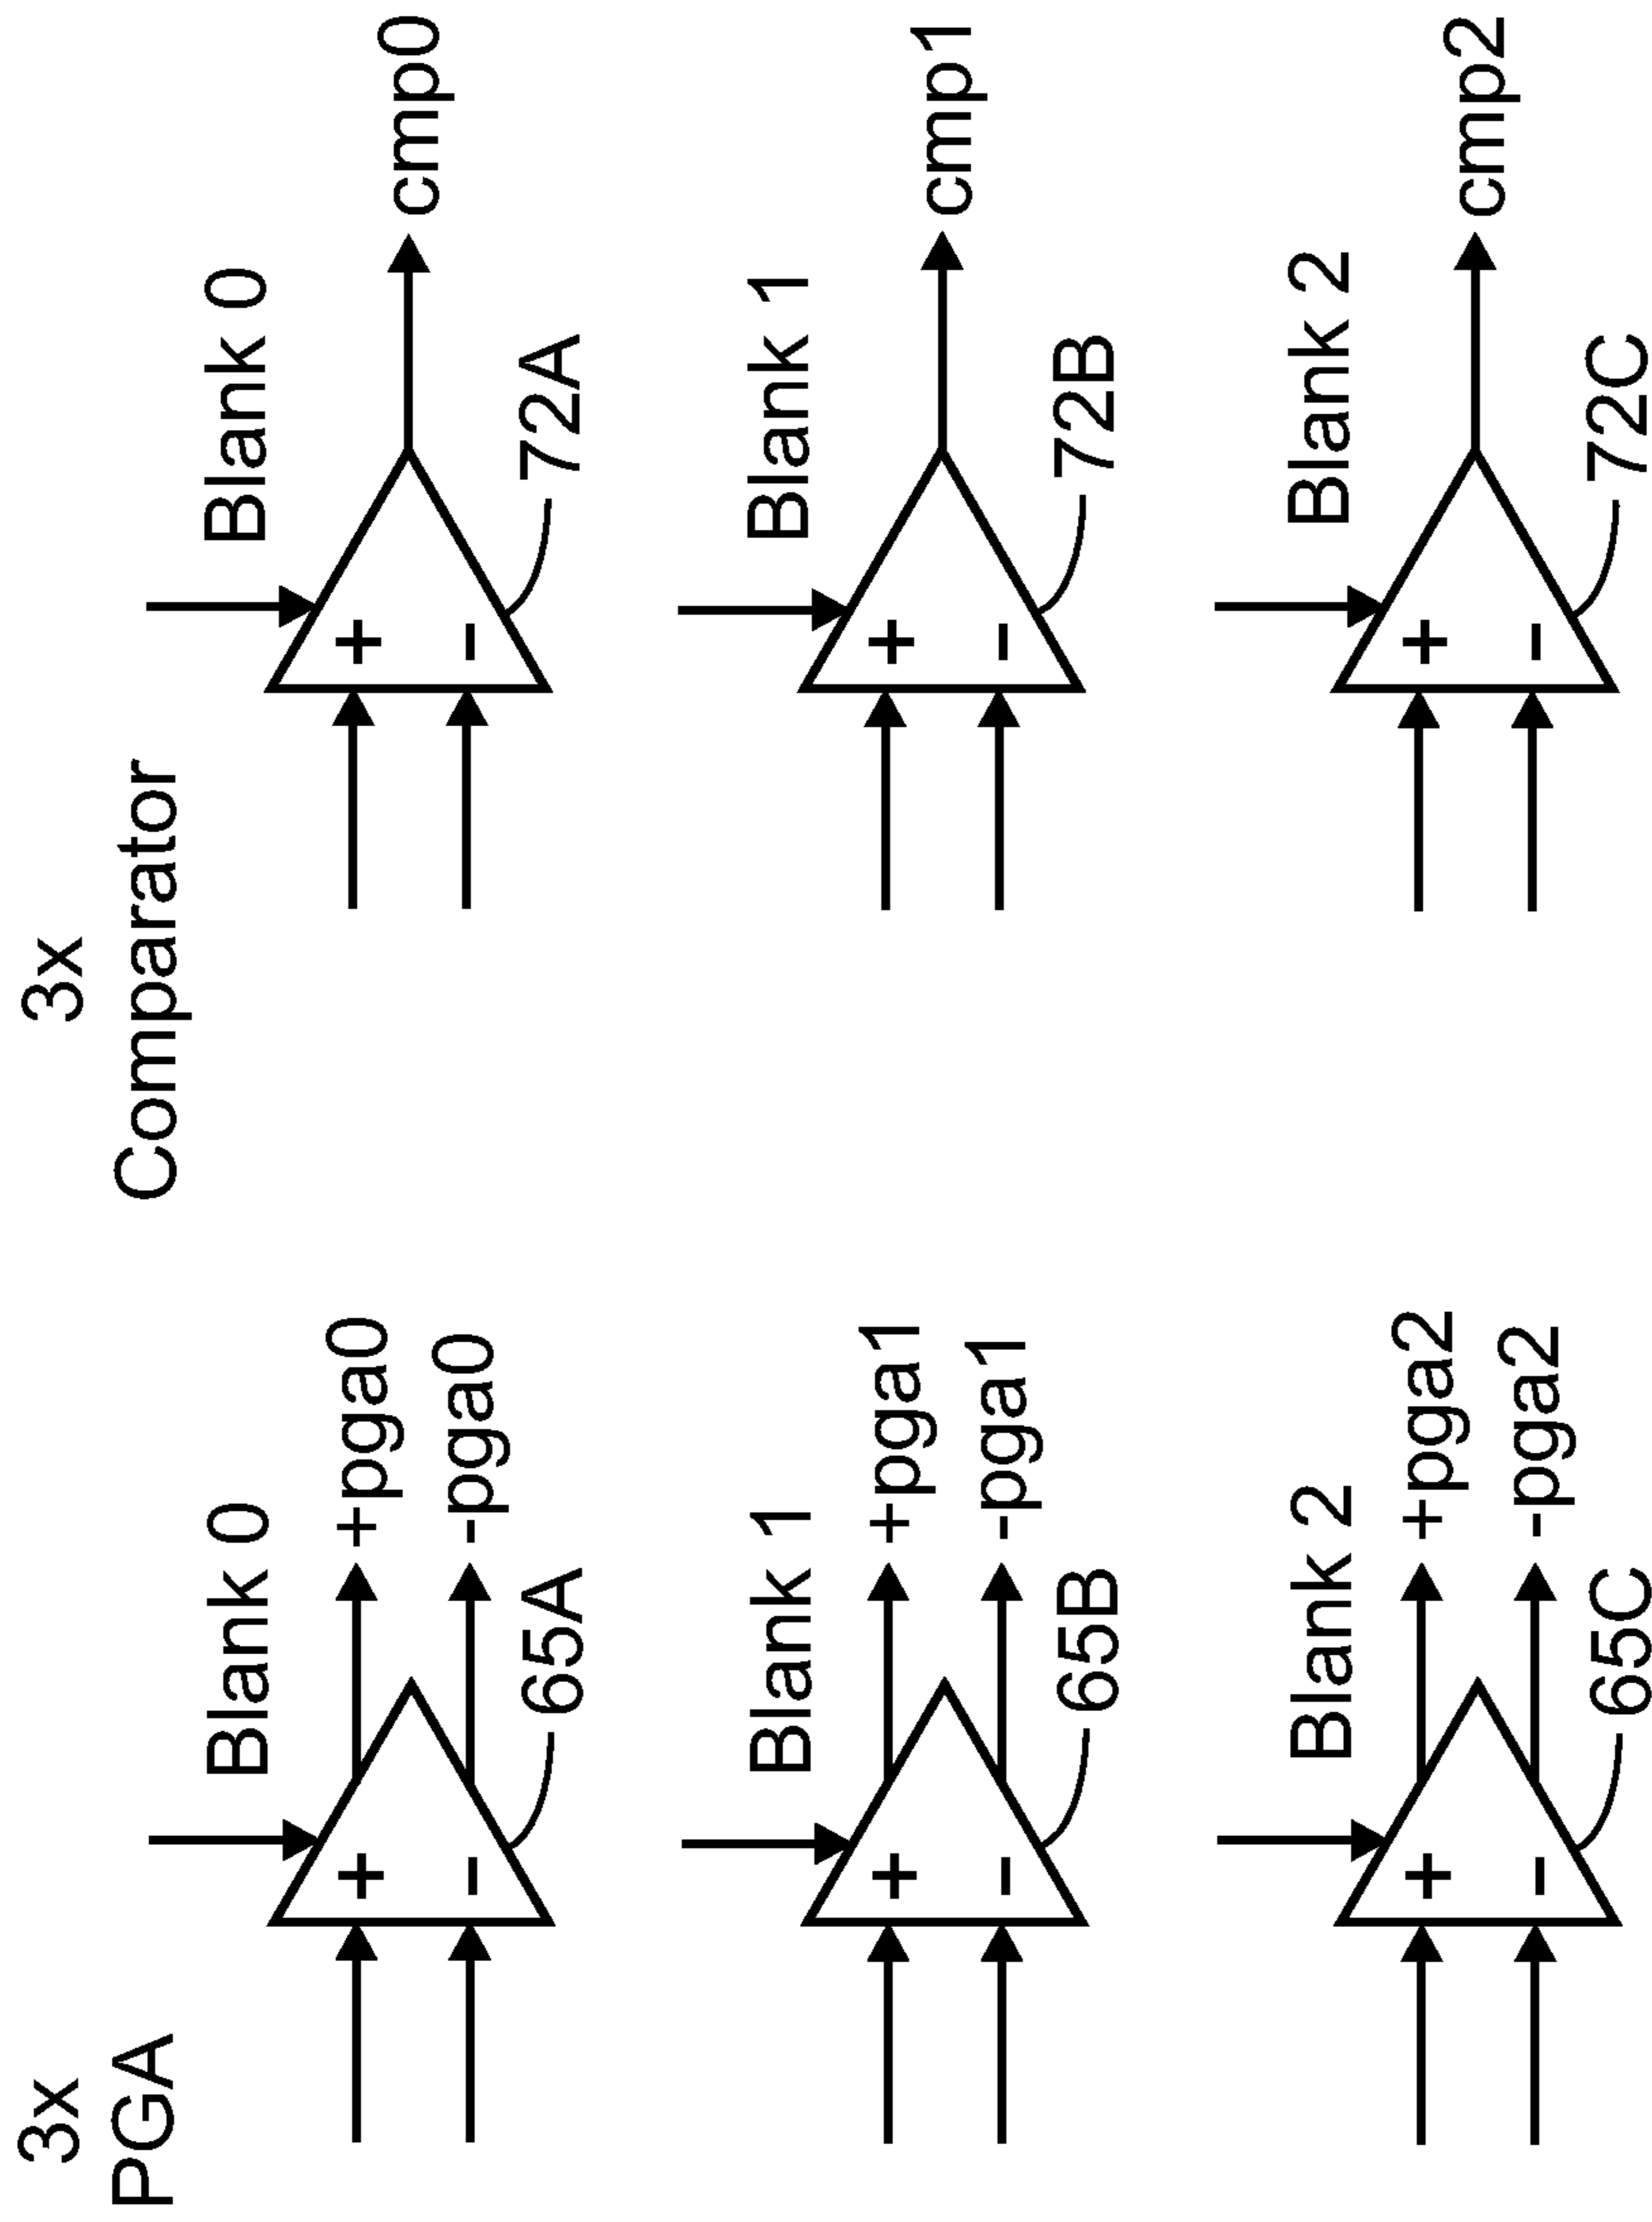 3x
PGA
Blank 0
+pga0
-pga0
+
-
65A
Blank 1
+pga1
-pga1
+
-
65B
Blank 2
+pga2
-pga2
+
-
65C
3x
Comparator
Blank 0
cmp0
+
-
72A
Blank 1
cmp1
+
-
72B
Blank 2
cmp2
+
-
72C